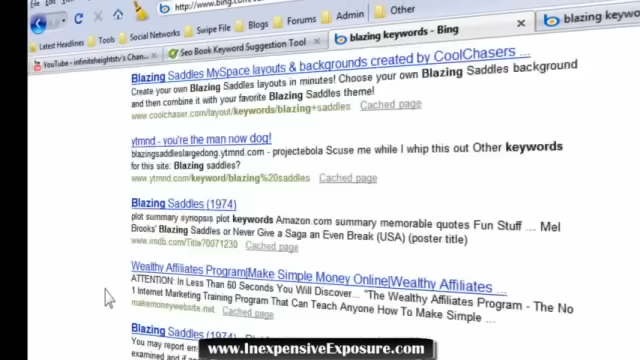 File Edit
http://www.bing.com/
Latest Headlines Tools Social Networks Swipe File Blogs Forums Admin Other
YouTube - infiniteheightstv's Chan... Seo Book Keyword Suggestion Tool blazing keywords - Bing blazing keywords
Blazing Saddles MySpace layouts & backgrounds created by CoolChasers ...
Create your own Blazing Saddles layouts in minutes! Choose your own Blazing Saddles background
and then combine it with your favorite Blazing Saddles theme!
www.coolchaser.com/layout/keywords/blazing+saddles Cached page
ytmnd - you're the man now dog!
blazingsaddleslargedong.ytmnd.com - projectebola Scuse me while I whip this out Other keywords
for this site: Blazing saddles?
www.ytmnd.com/keyword/blazing%20saddles Cached page
Blazing Saddles (1974)
plot summary synopsis plot keywords Amazon.com summary memorable quotes Fun Stuff ... Mel
Brooks' Blazing Saddles or Never Give a Saga an Even Break (USA) (poster title)
www.imdb.com/Title?0071230 Cached page
Wealthy Affiliates Program|Make Simple Money Online|Wealthy Affiliates ...
ATTENTION: In Less Than 60 Seconds You Will Discover... "The Wealthy Affiliates Program - The No
1 Internet Marketing Training Program That Can Teach Anyone How To Make Simple ...
makemoneywebsite.net Cached page
Blazing Saddles (1974) - Plot
You may report
examined and if
www.InexpensiveExposure.com